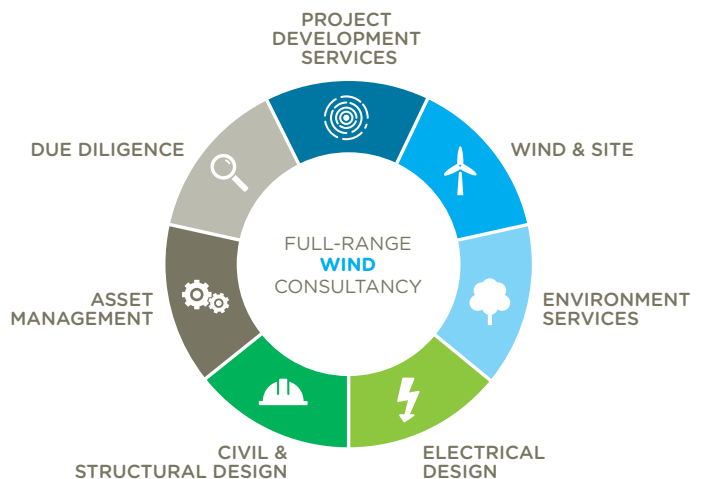 PROJECT
DEVELOPMENT
SERVICES
DUE DILIGENCE
WIND & SITE
FULL-RANGE
WIND
CONSULTANCY
ASSET
MANAGEMENT
ENVIRONMENT
SERVICES
CIVIL &
STRUCTURAL DESIGN
ELECTRICAL
DESIGN